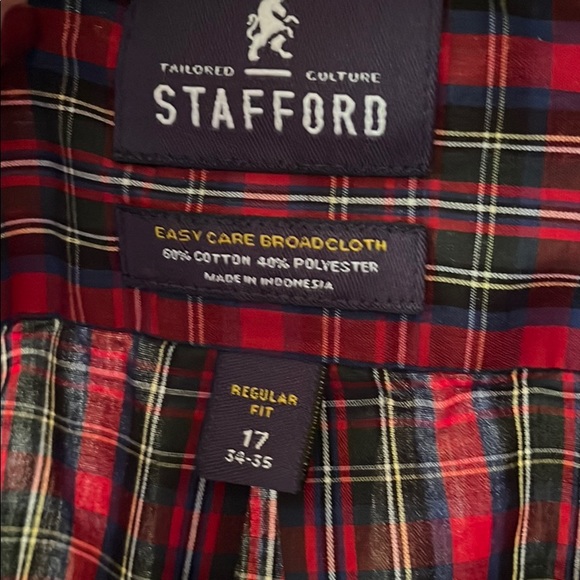 TAILORED CULTURE
STAFFORD
EASY CARE BROADCLOTH
60% COTTON 40% POLYESTER
MADE IN INDONESIA
REGULAR
FIT
17
34-35